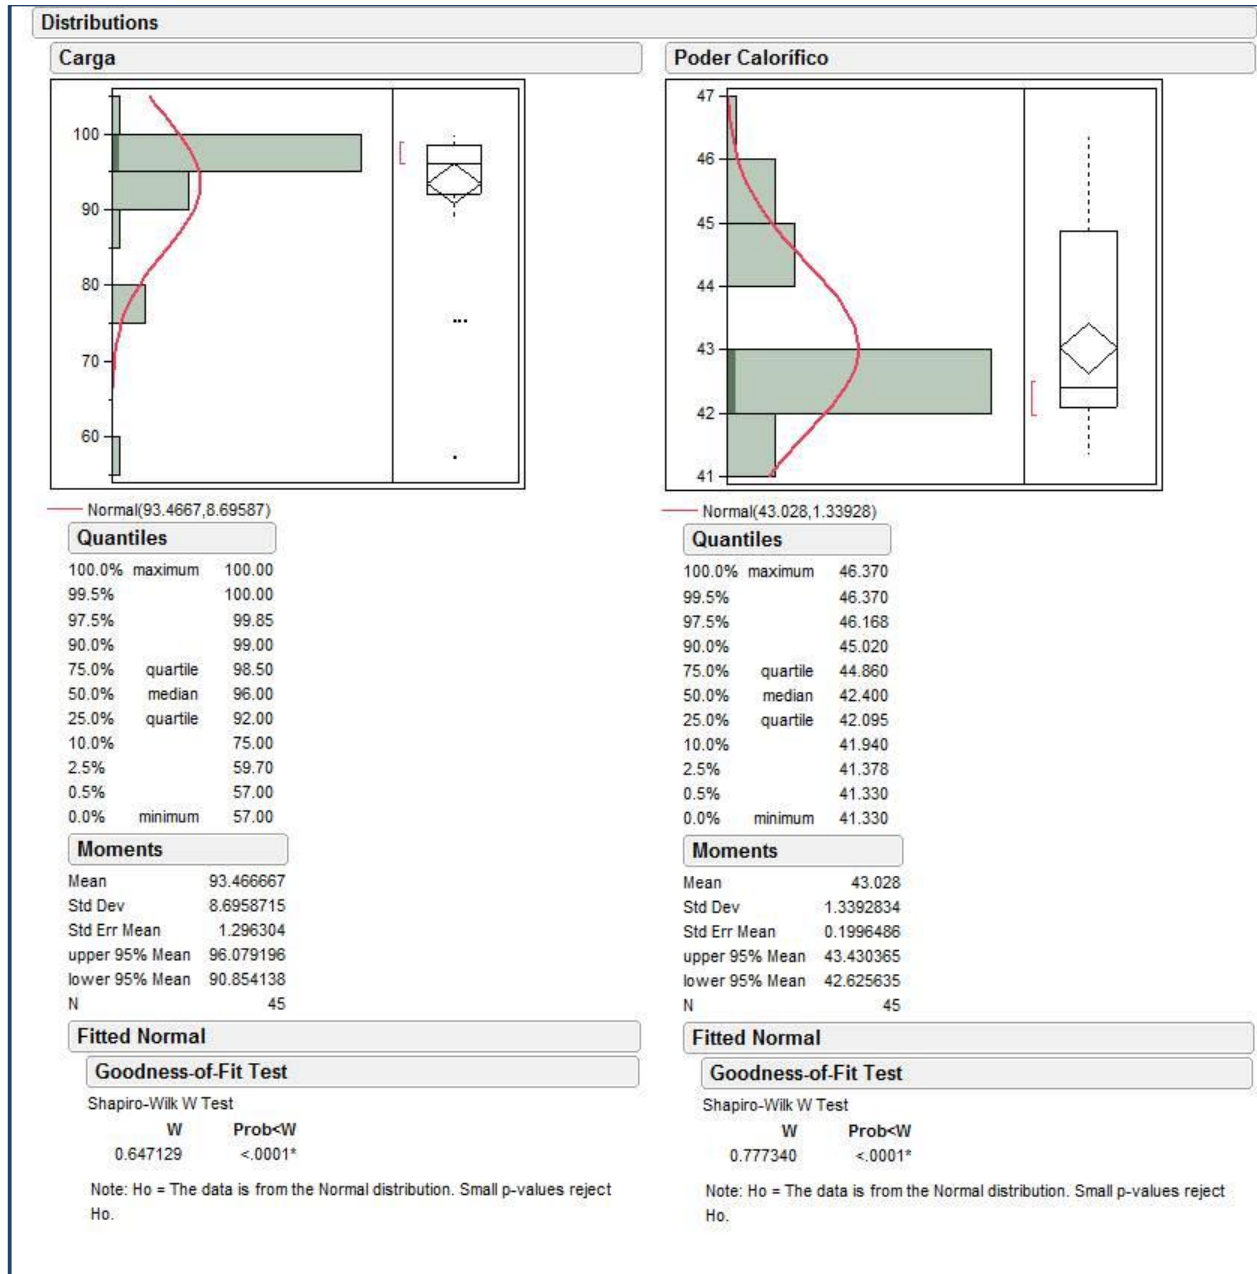 Distributions
Carga
100
90
80
70
60
Normal(93.4667,8.69587)
Quantiles
100.0% maximum 100.00
99.5% 100.00
97.5% 99.85
90.0% 99.00
75.0% quartile 98.50
50.0% median 96.00
25.0% quartile 92.00
10.0% 75.00
2.5% 59.70
0.5% 57.00
0.0% minimum 57.00
Moments
Mean 93.466667
Std Dev 8.6958715
Std Err Mean 1.296304
upper 95% Mean 96.079196
lower 95% Mean 90.854138
N 45
Fitted Normal
Goodness-of-Fit Test
Shapiro-Wilk W Test
W Prob<W
0.647129 <.0001*
Note: Ho = The data is from the Normal distribution. Small p-values reject
Ho.
Poder Calorífico
47
46
45
44
43
42
41
Normal(43.028,1.33928)
Quantiles
100.0% maximum 46.370
99.5% 46.370
97.5% 46.168
90.0% 45.020
75.0% quartile 44.860
50.0% median 42.400
25.0% quartile 42.095
10.0% 41.940
2.5% 41.378
0.5% 41.330
0.0% minimum 41.330
Moments
Mean 43.028
Std Dev 1.3392834
Std Err Mean 0.1996486
upper 95% Mean 43.430365
lower 95% Mean 42.625635
N 45
Fitted Normal
Goodness-of-Fit Test
Shapiro-Wilk W Test
W Prob<W
0.777340 <.0001*
Note: Ho = The data is from the Normal distribution. Small p-values reject
Ho.